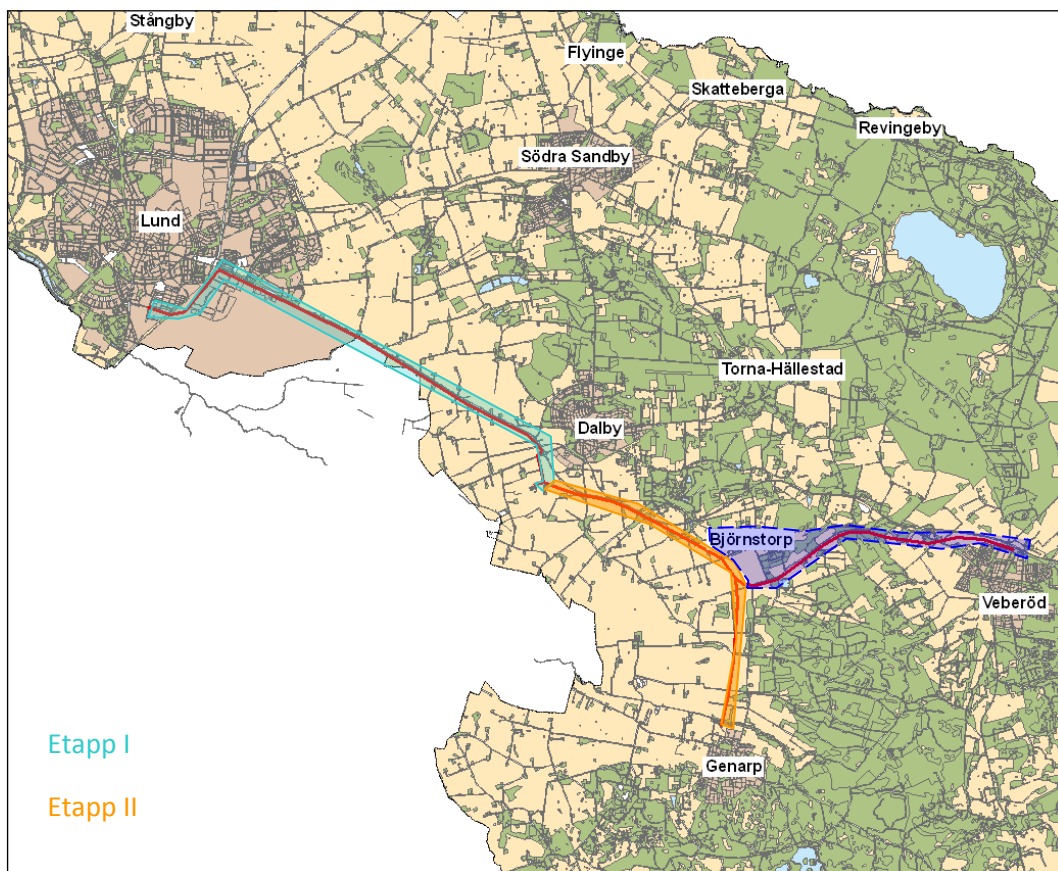 Stångby
Flyinge
Skatteberga
Revingeby
Södra Sandby
Lund
Torna-Hällestad
Dalby
Björnstorp
Veberöd
Etapp I
Genarp
Etapp II